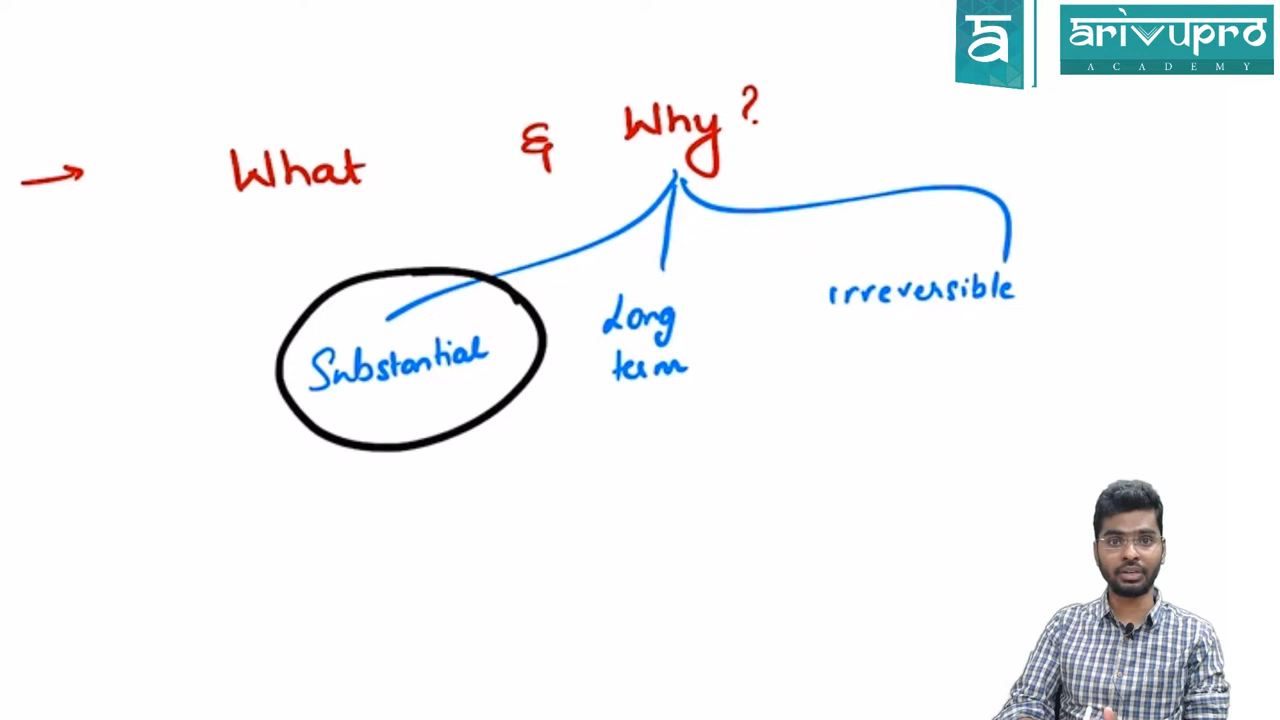 ā
arivupro
ACADEMY
→ What & Why?
Substantial
Long
term
irreversible